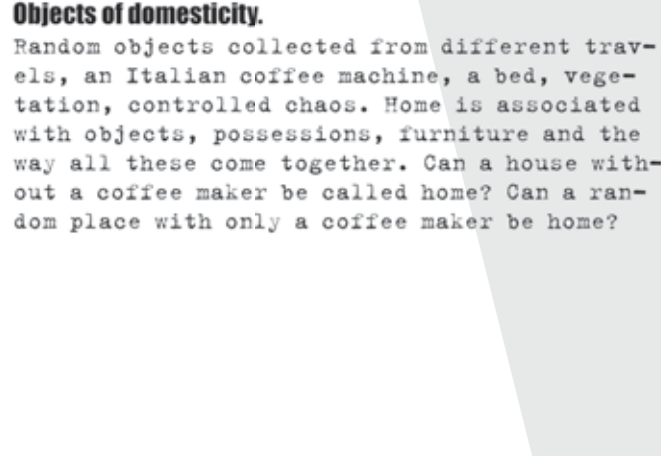 Objects of domesticity.
Random objects collected from different trav-
els, an Italian coffee machine, a bed, vege-
tation, controlled chaos. Home is associated
with objects, possessions, furniture and the
way all these come together. Can a house with-
out a coffee maker be called home? Can a ran-
dom place with only a coffee maker be home?